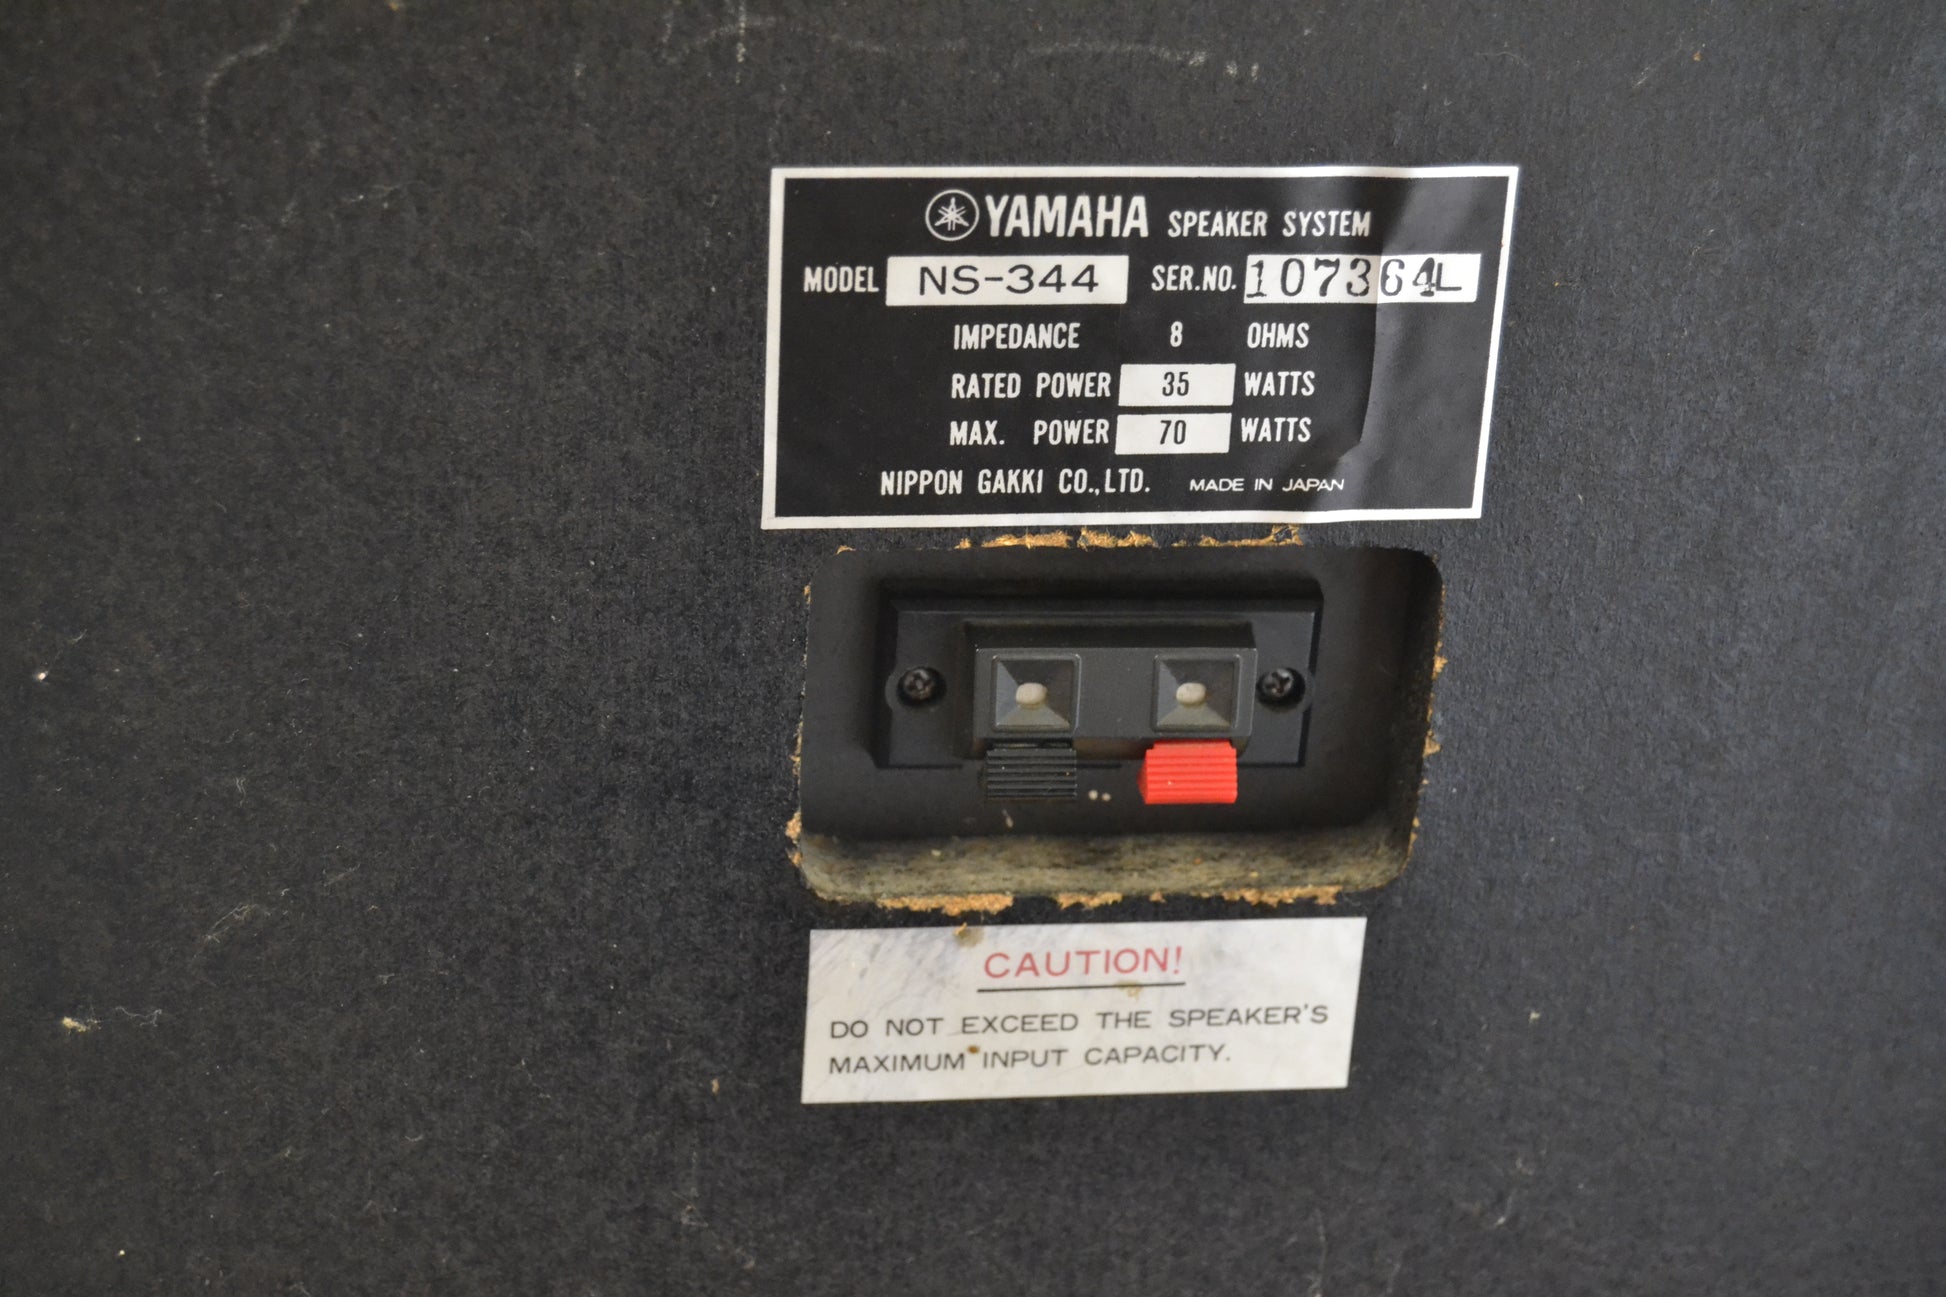 YAMAHA SPEAKER SYSTEM
MODEL NS-344 SER.NO. 107364L
IMPEDANCE 8 OHMS
RATED POWER 35 WATTS
MAX. POWER 70 WATTS
NIPPON GAKKI CO.,LTD. MADE IN JAPAN
CAUTION!
DO NOT EXCEED THE SPEAKER'S
MAXIMUM INPUT CAPACITY.